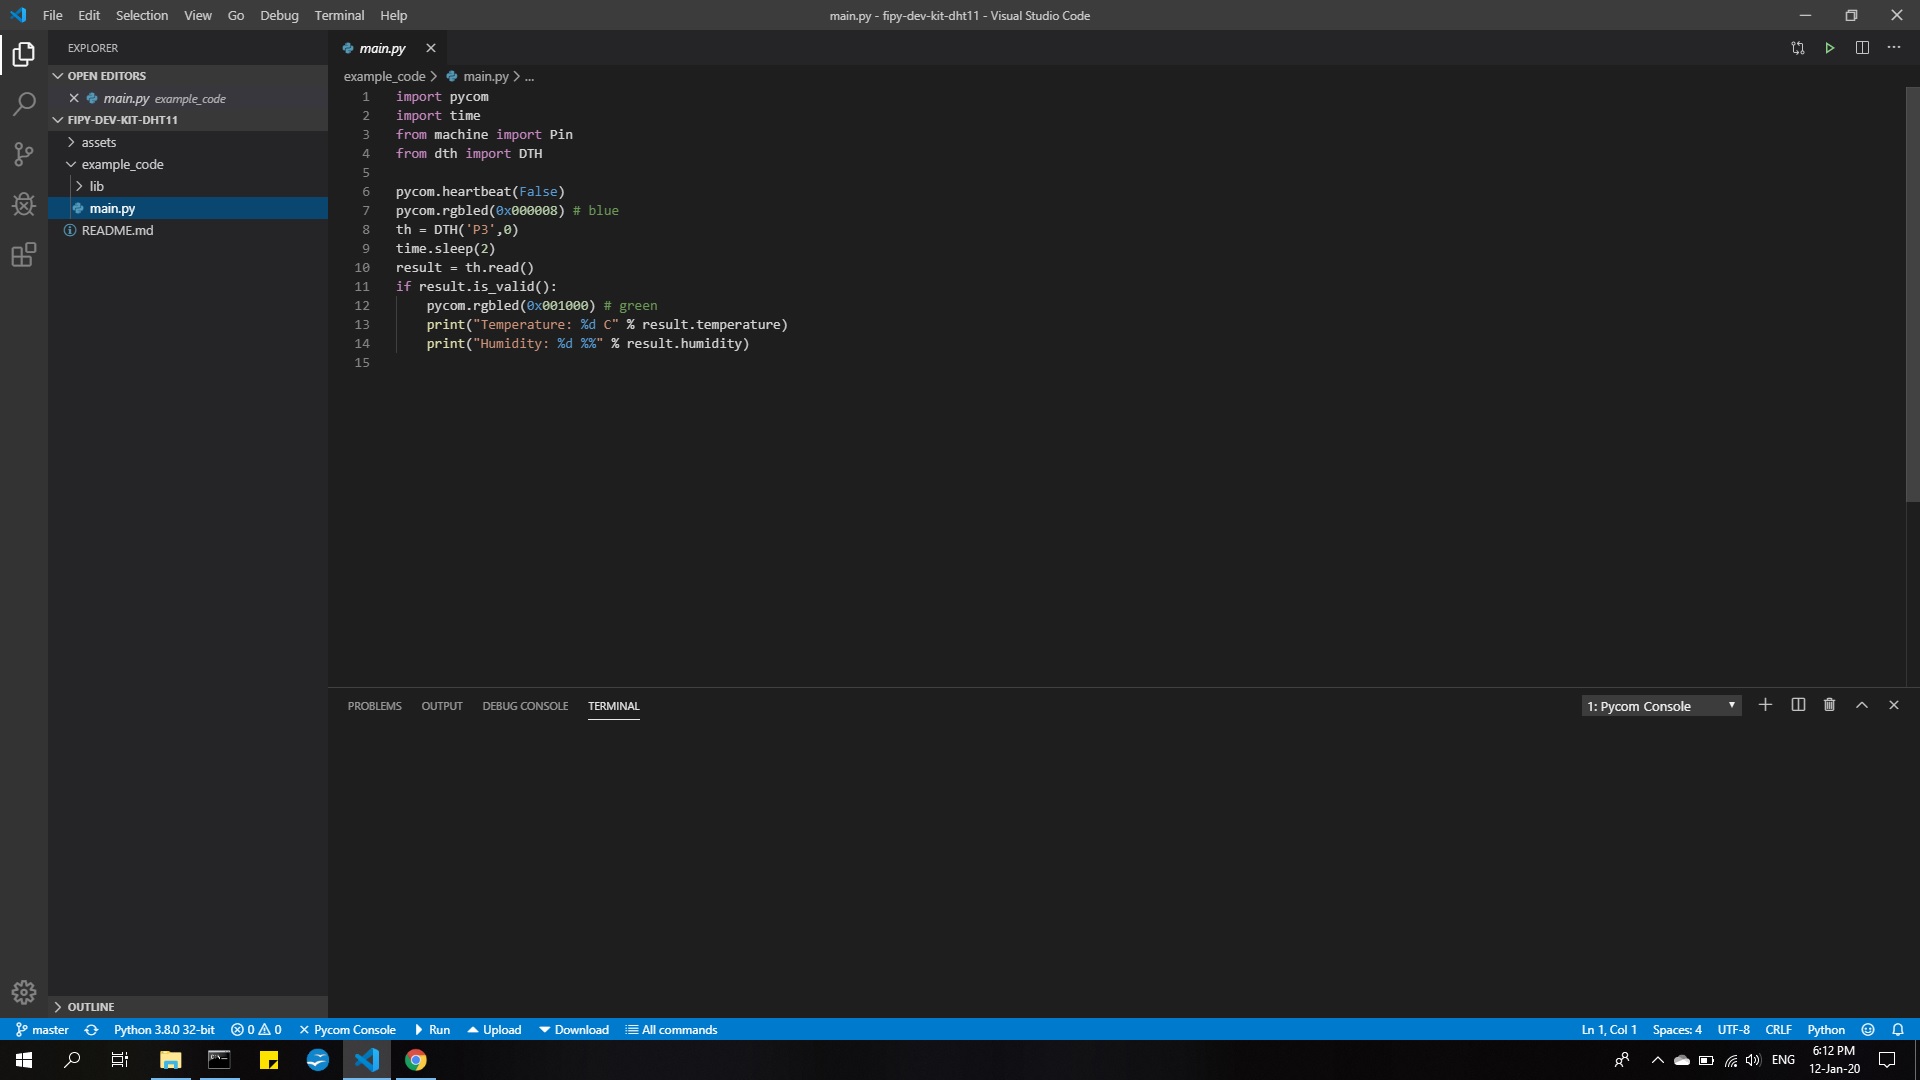 File Edit Selection View Go Debug Terminal Help
main.py - fipy-dev-kit-dht11 - Visual Studio Code
EXPLORER
OPEN EDITORS
main.py example_code
FIPY-DEV-KIT-DHT11
assets
example_code
lib
main.py
README.md
OUTLINE
main.py
example_code > main.py > ...
1 import pycom
2 import time
3 from machine import Pin
4 from dth import DTH
5
6 pycom.heartbeat(False)
7 pycom.rgbled(0x000008) # blue
8 th = DTH('P3',0)
9 time.sleep(2)
10 result = th.read()
11 if result.is_valid():
12     pycom.rgbled(0x001000) # green
13     print("Temperature: %d C" % result.temperature)
14     print("Humidity: %d %%" % result.humidity)
15
PROBLEMS OUTPUT DEBUG CONSOLE TERMINAL
1: Pycom Console
master Python 3.8.0 32-bit 0 0 Pycom Console Run Upload Download All commands
Ln 1, Col 1 Spaces: 4 UTF-8 CRLF Python
ENG
6:12 PM
12-Jan-20